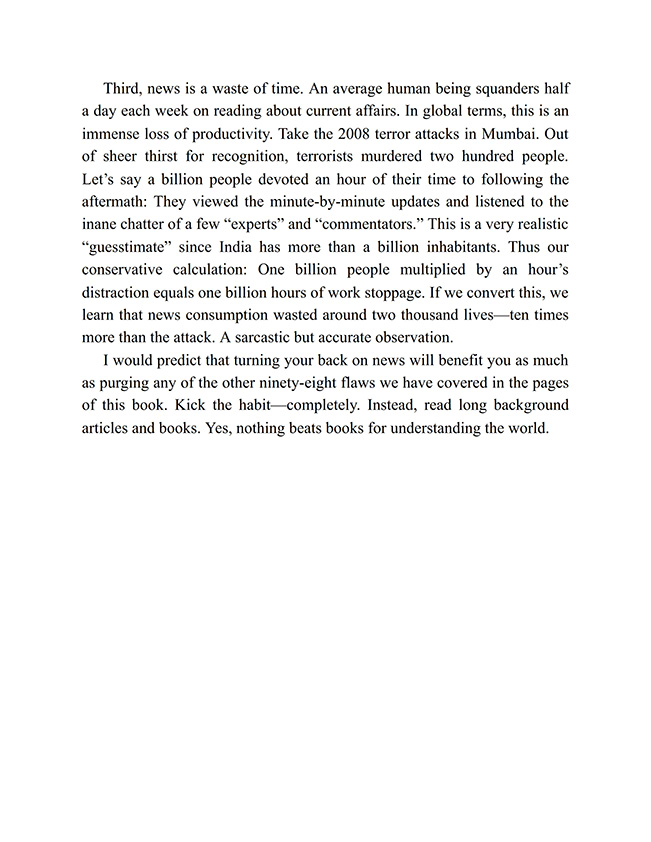 Third, news is a waste of time. An average human being squanders half
a day each week on reading about current affairs. In global terms, this is an
immense loss of productivity. Take the 2008 terror attacks in Mumbai. Out
of sheer thirst for recognition, terrorists murdered two hundred people.
Let’s say a billion people devoted an hour of their time to following the
aftermath: They viewed the minute-by-minute updates and listened to the
inane chatter of a few “experts” and “commentators.” This is a very realistic
“guesstimate” since India has more than a billion inhabitants. Thus our
conservative calculation: One billion people multiplied by an hour’s
distraction equals one billion hours of work stoppage. If we convert this, we
learn that news consumption wasted around two thousand lives—ten times
more than the attack. A sarcastic but accurate observation.
I would predict that turning your back on news will benefit you as much
as purging any of the other ninety-eight flaws we have covered in the pages
of this book. Kick the habit—completely. Instead, read long background
articles and books. Yes, nothing beats books for understanding the world.